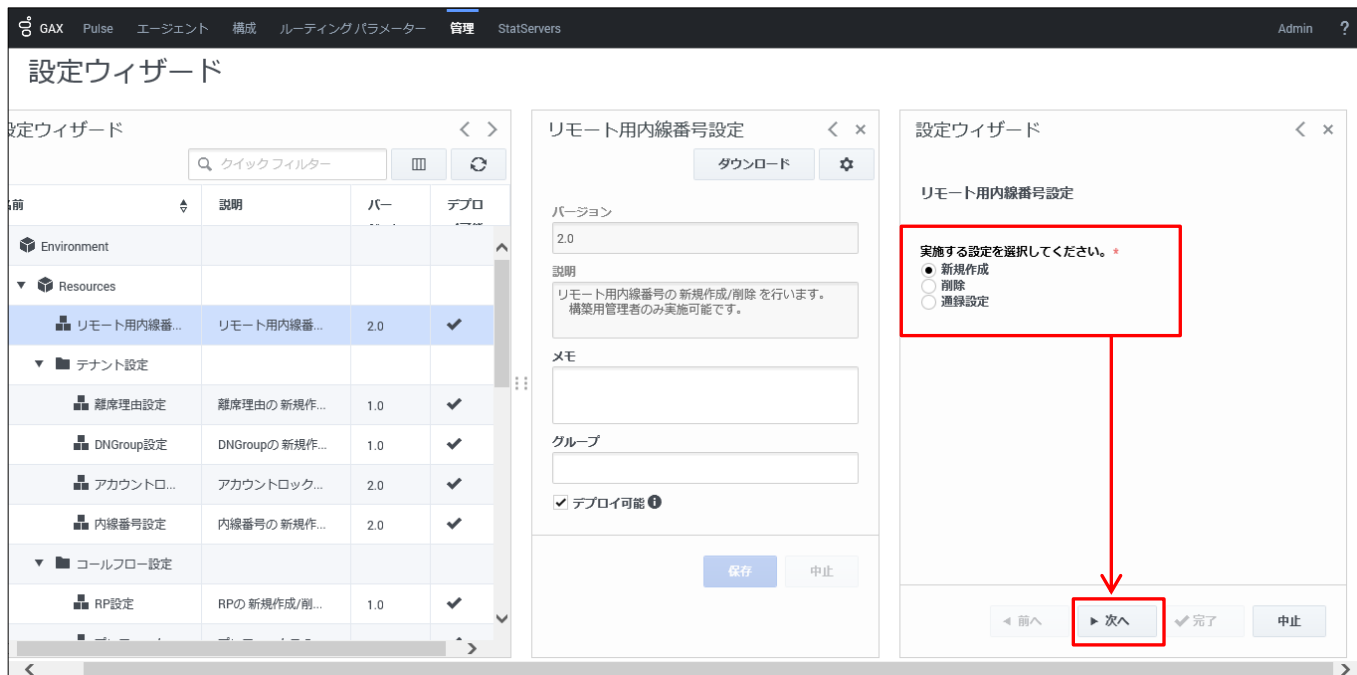 GAX Pulse エージェント 構成 ルーティング パラメーター 管理 StatServers Admin ?
設定ウィザード
設定ウィザード
クイック フィルター
名前 説明 バー デプロ
Environment
Resources
リモート用内線番... リモート用内線番... 2.0
テナント設定
離席理由設定 離席理由の 新規作... 1.0
DNGroup設定 DNGroupの 新規作... 1.0
アカウントロ... アカウントロック... 2.0
内線番号設定 内線番号の 新規作... 2.0
コールフロー設定
RP設定 RPの 新規作成/削... 1.0
リモート用内線番号設定
ダウンロード
バージョン
2.0
説明
リモート用内線番号の 新規作成/削除 を行います。
構築用管理者のみ実施可能です。
メモ
グループ
デプロイ可能
保存 中止
設定ウィザード
リモート用内線番号設定
実施する設定を選択してください。*
新規作成
削除
通録設定
前へ 次へ 完了 中止